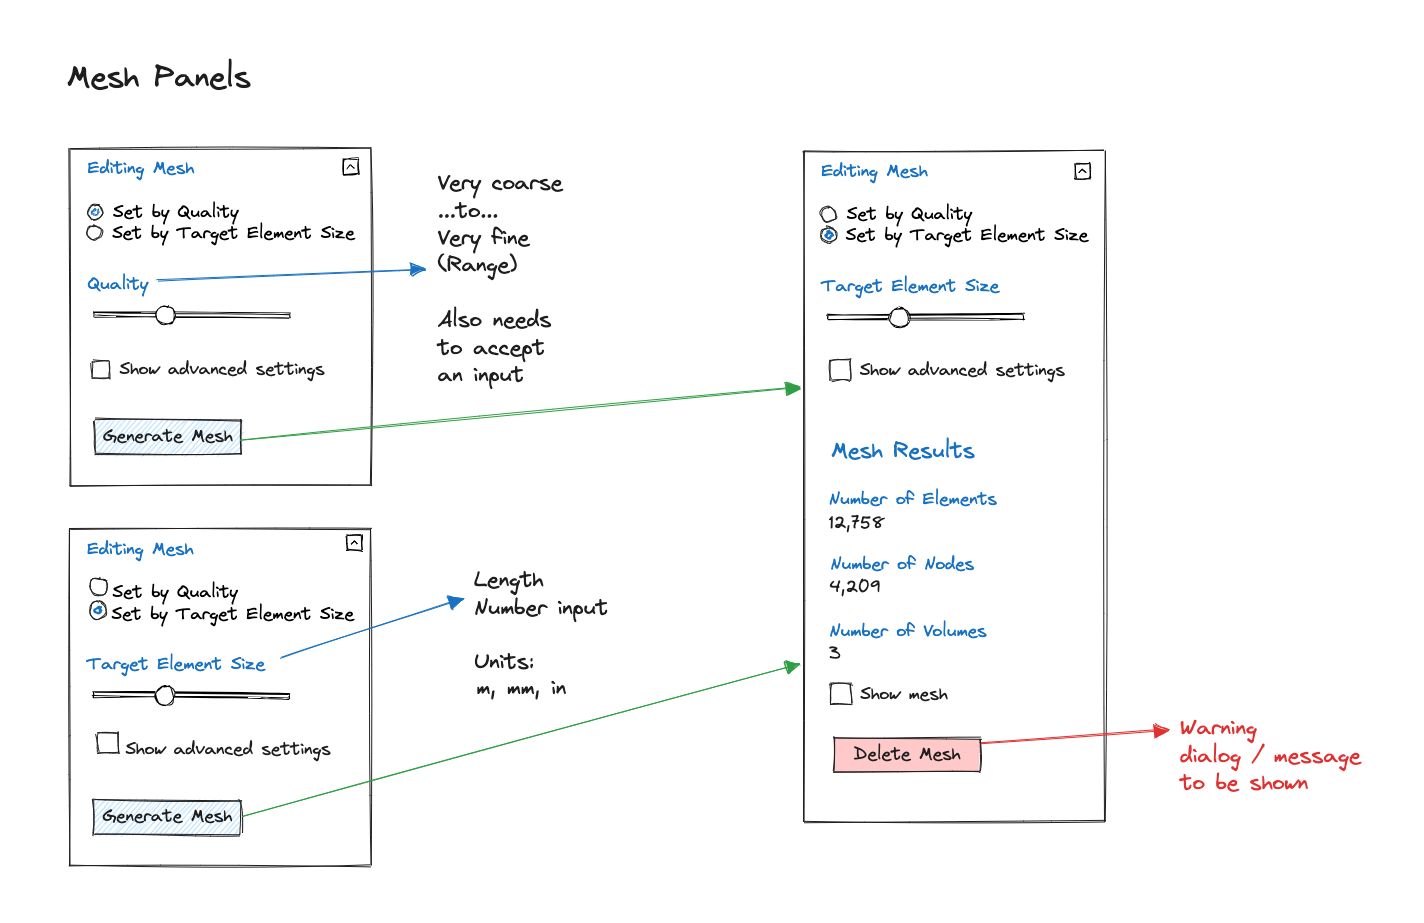 Mesh Panels
Editing Mesh
Set by Quality
Set by Target Element Size
Quality
Show advanced settings
Generate Mesh
Very coarse
...to...
Very fine
(Range)
Also needs
to accept
an input
Editing Mesh
Set by Quality
Set by Target Element Size
Target Element Size
Show advanced settings
Generate Mesh
Length
Number input
Units:
m, mm, in
Editing Mesh
Set by Quality
Set by Target Element Size
Target Element Size
Show advanced settings
Mesh Results
Number of Elements
12,758
Number of Nodes
4,209
Number of Volumes
3
Show mesh
Delete Mesh
Warning
dialog / message
to be shown